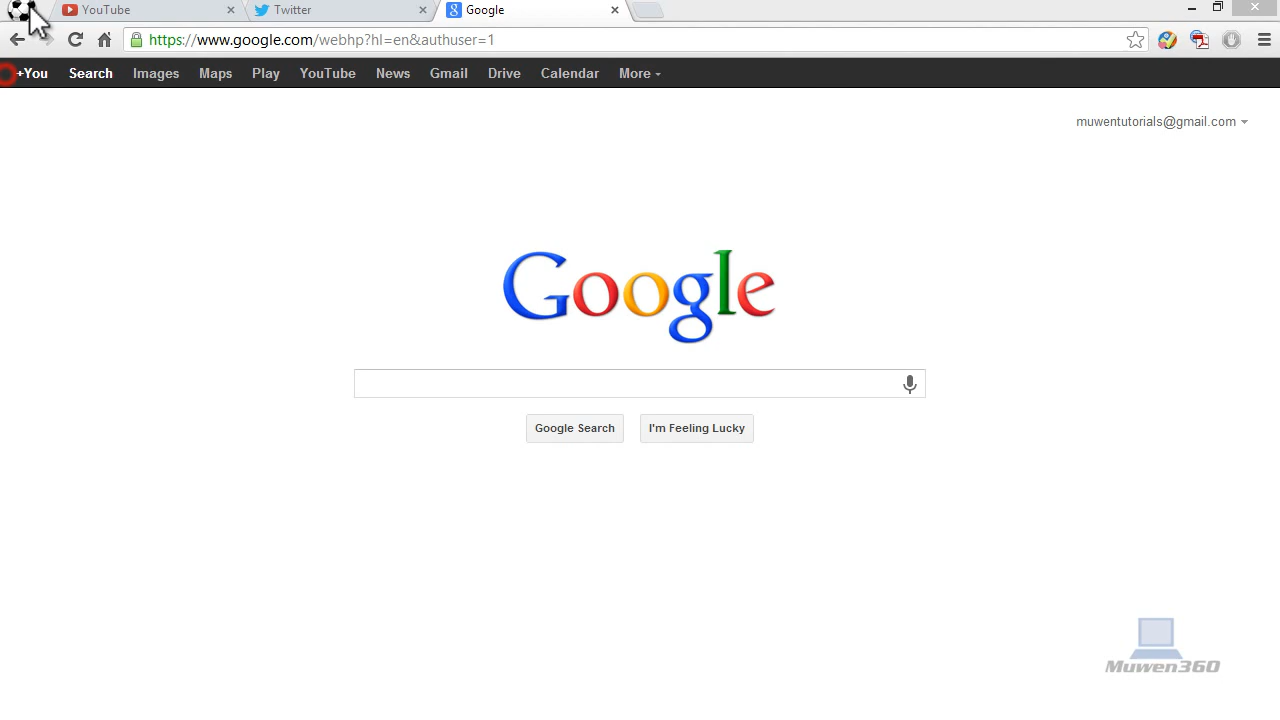 YouTube Twitter Google
https://www.google.com/webhp?hl=en&authuser=1
+You Search Images Maps Play YouTube News Gmail Drive Calendar More
muwentutorials@gmail.com
Google
Google Search I'm Feeling Lucky
Muwen360